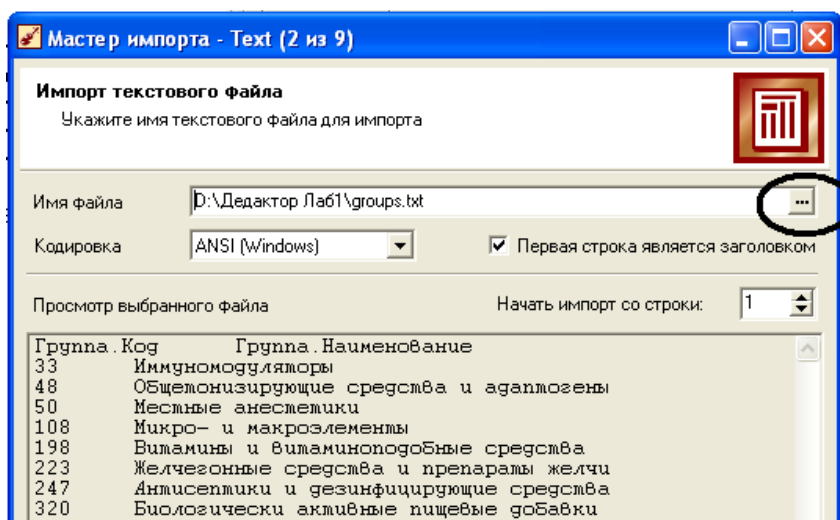 Мастер импорта - Text (2 из 9)
Импорт текстового файла
Укажите имя текстового файла для импорта
Имя файла D:\Дедактор Лаб1\groups.txt ...
Кодировка ANSI (Windows) Первая строка является заголовком
Просмотр выбранного файла Начать импорт со строки: 1
Группа.Код Группа.Наименование
33 Иммуномодуляторы
48 Общетонизирующие средства и адаптогены
50 Местные анестетики
108 Микро- и макроэлементы
198 Витамины и витаминоподобные средства
223 Желчегонные средства и препараты желчи
247 Антисептики и дезинфицирующие средства
320 Биологически активные пищевые добавки